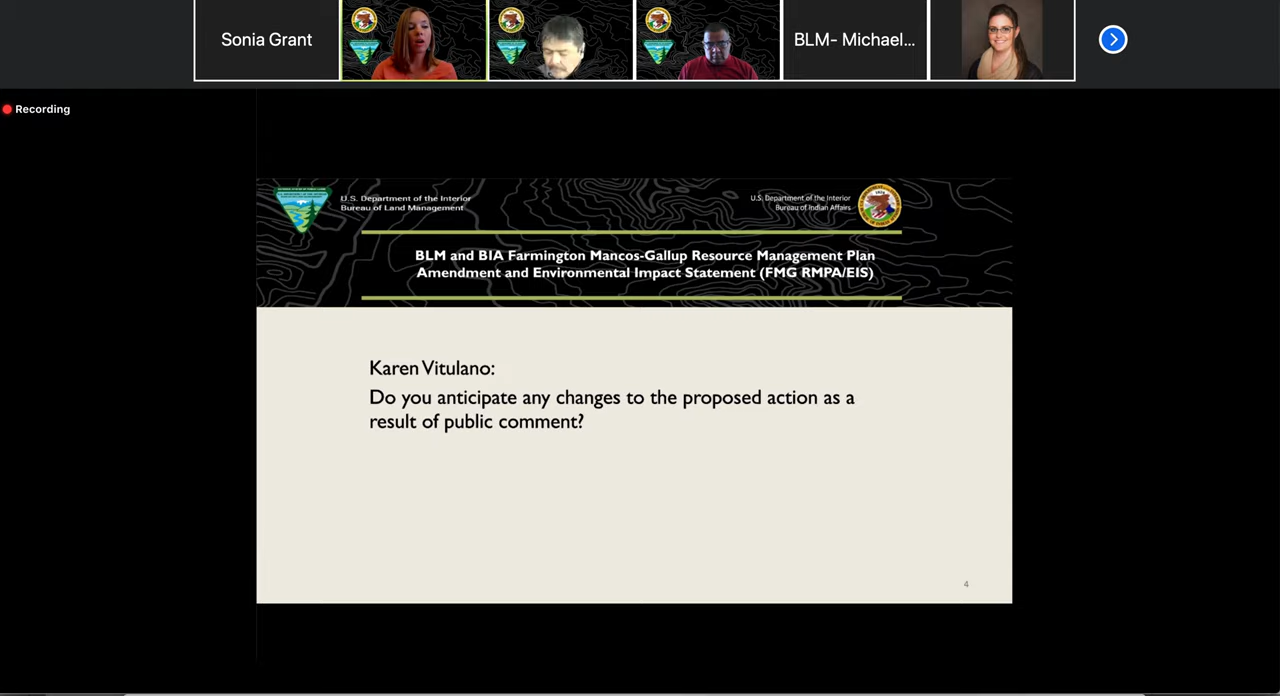 Sonia Grant
BLM- Michael...
Recording
U.S. Department of the Interior
Bureau of Land Management
U.S. Department of the Interior
Bureau of Indian Affairs
BLM and BIA Farmington Mancos-Gallup Resource Management Plan
Amendment and Environmental Impact Statement (FMG RMPA/EIS)
Karen Vitulano:
Do you anticipate any changes to the proposed action as a
result of public comment?
4